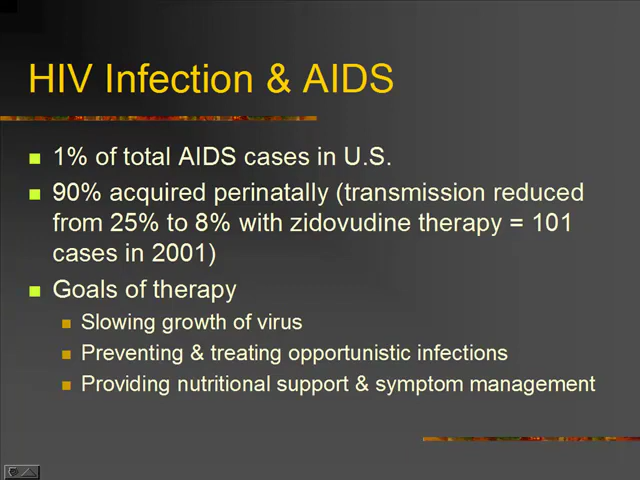 HIV Infection & AIDS
1% of total AIDS cases in U.S.
90% acquired perinatally (transmission reduced
from 25% to 8% with zidovudine therapy = 101
cases in 2001)
Goals of therapy
Slowing growth of virus
Preventing & treating opportunistic infections
Providing nutritional support & symptom management